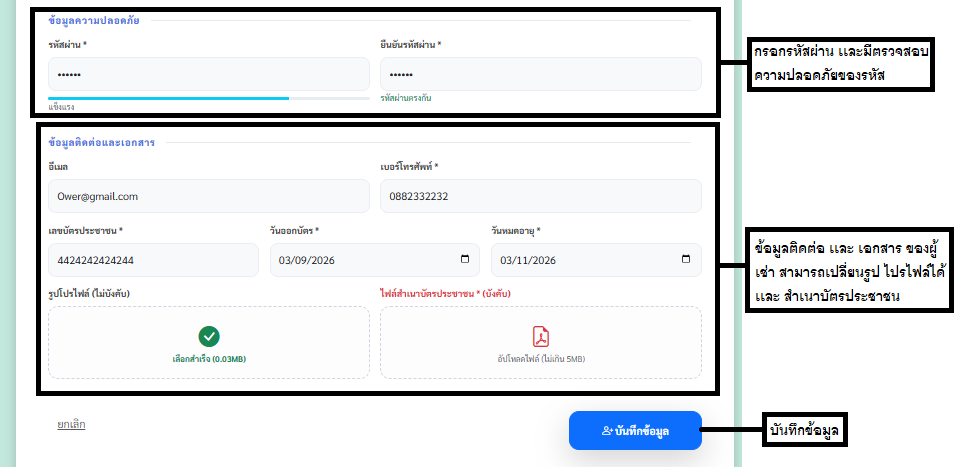 ข้อมูลความปลอดภัย
รหัสผ่าน * ยืนยันรหัสผ่าน *
•••••• ••••••
แข็งแรง รหัสผ่านตรงกัน
กรอกรหัสผ่าน และมีตรวจสอบ
ความปลอดภัยของรหัส
ข้อมูลติดต่อและเอกสาร
อีเมล เบอร์โทรศัพท์ *
Ower@gmail.com 0882332232
เลขบัตรประชาชน * วันออกบัตร * วันหมดอายุ *
4424242424244 03/09/2026 03/11/2026
รูปโปรไฟล์ (ไม่บังคับ) ไฟล์สำเนาบัตรประชาชน * (บังคับ)
เลือกสำเร็จ (0.03MB) อัปโหลดไฟล์ (ไม่เกิน 5MB)
ข้อมูลติดต่อ และ เอกสาร ของผู้
เช่า สามารถเปลี่ยนรูป โปรไฟล์ได้
และ สำเนาบัตรประชาชน
ยกเลิก บันทึกข้อมูล
บันทึกข้อมูล